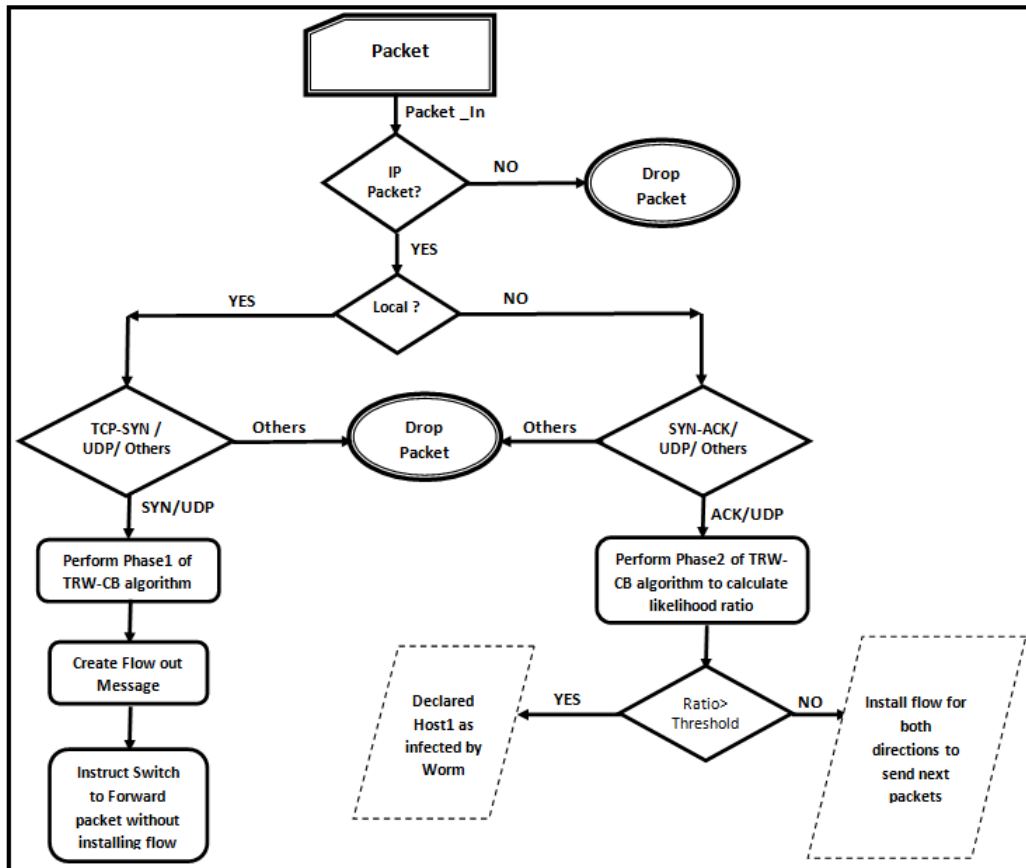 Packet
Packet _In
IP
Packet?
NO
Drop
Packet
YES
Local ?
YES
NO
TCP-SYN /
UDP/ Others
Others
Drop
Packet
Others
SYN-ACK/
UDP/ Others
SYN/UDP
ACK/UDP
Perform Phase1 of
TRW-CB algorithm
Perform Phase2 of TRW-
CB algorithm to calculate
likelihood ratio
Create Flow out
Message
Declared
Host1 as
infected by
Worm
YES
Ratio>
Threshold
NO
Install flow for
both
directions to
send next
packets
Instruct Switch
to Forward
packet without
installing flow